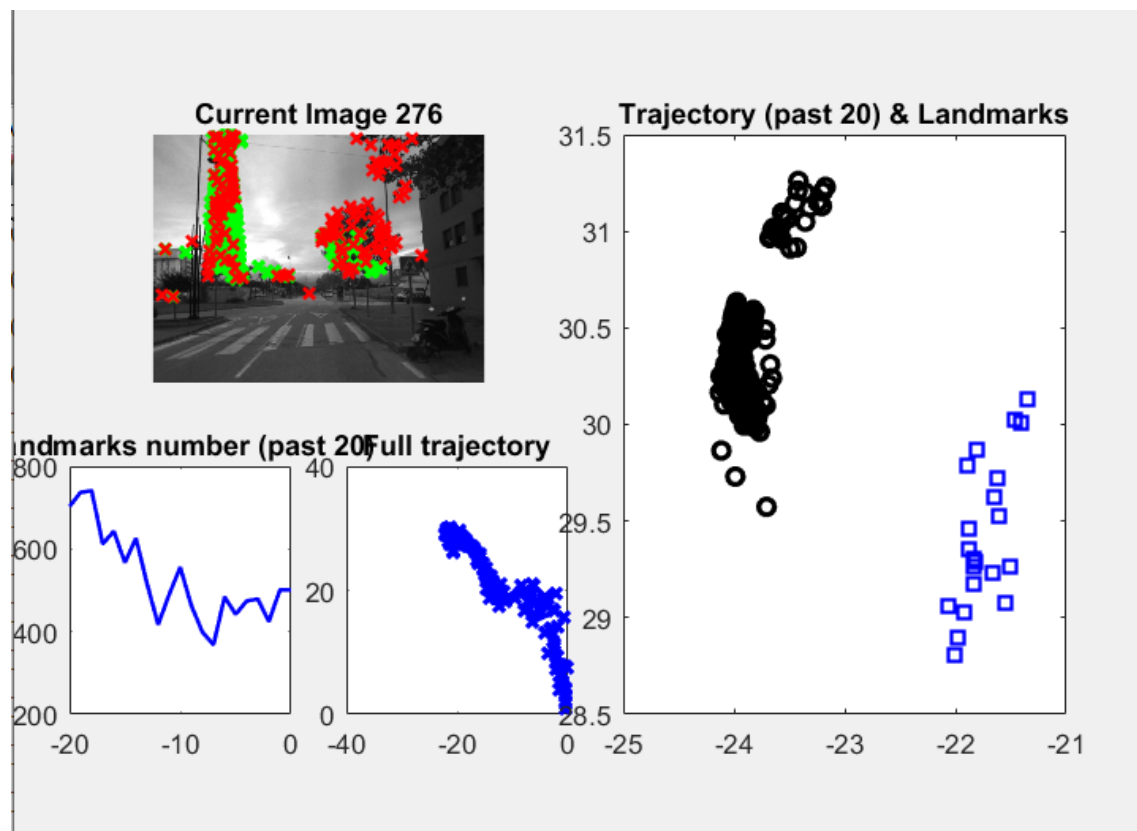 Current Image 276
Trajectory (past 20) & Landmarks
31.5
31
30.5
30
29.5
29
28.5
-25 -24 -23 -22 -21
andmarks number (past 20)
800
600
400
200
-20 -10 0
Full trajectory
40
20
0
-40 -20 0